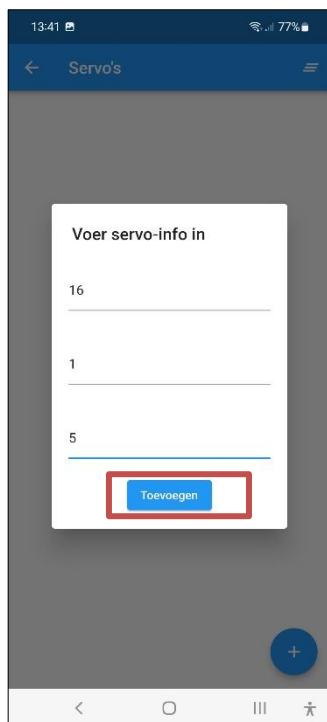 13:41 77%
Servo's
Voer servo-info in
16
1
5
Toevoegen
+